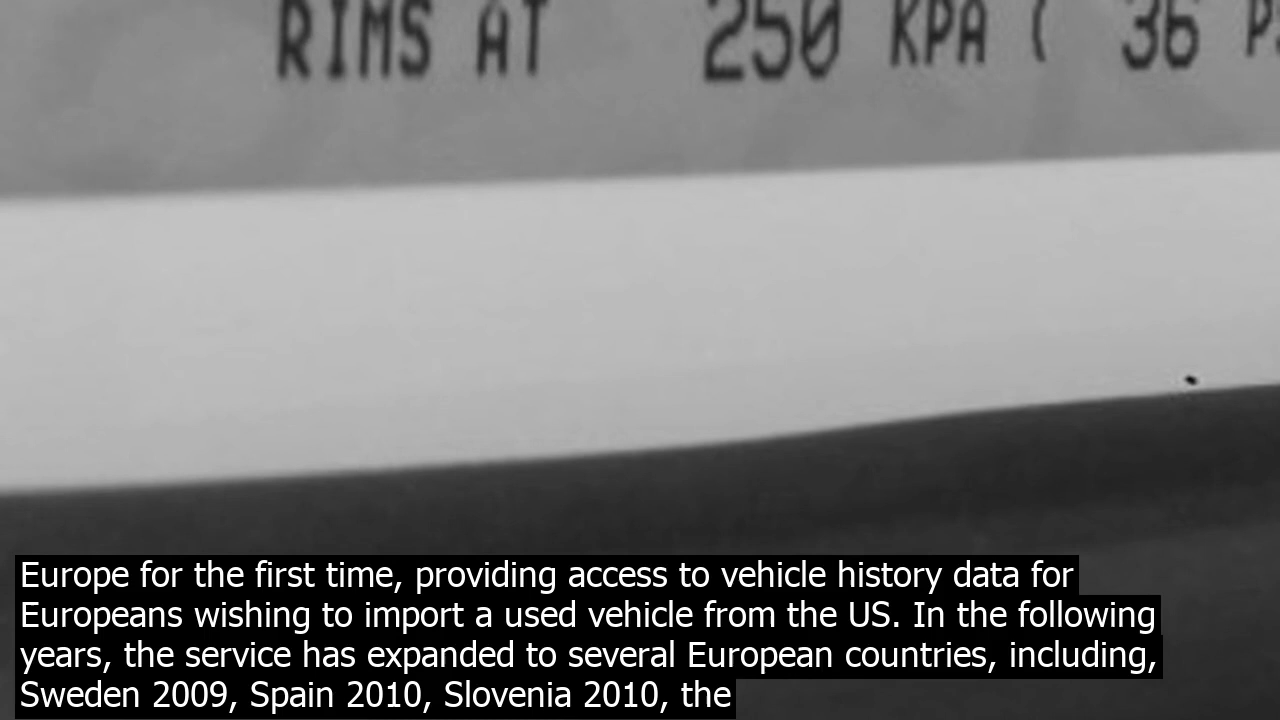 RIMS AT 250 KPA ( 36
Europe for the first time, providing access to vehicle history data for
Europeans wishing to import a used vehicle from the US. In the following
years, the service has expanded to several European countries, including,
Sweden 2009, Spain 2010, Slovenia 2010, the